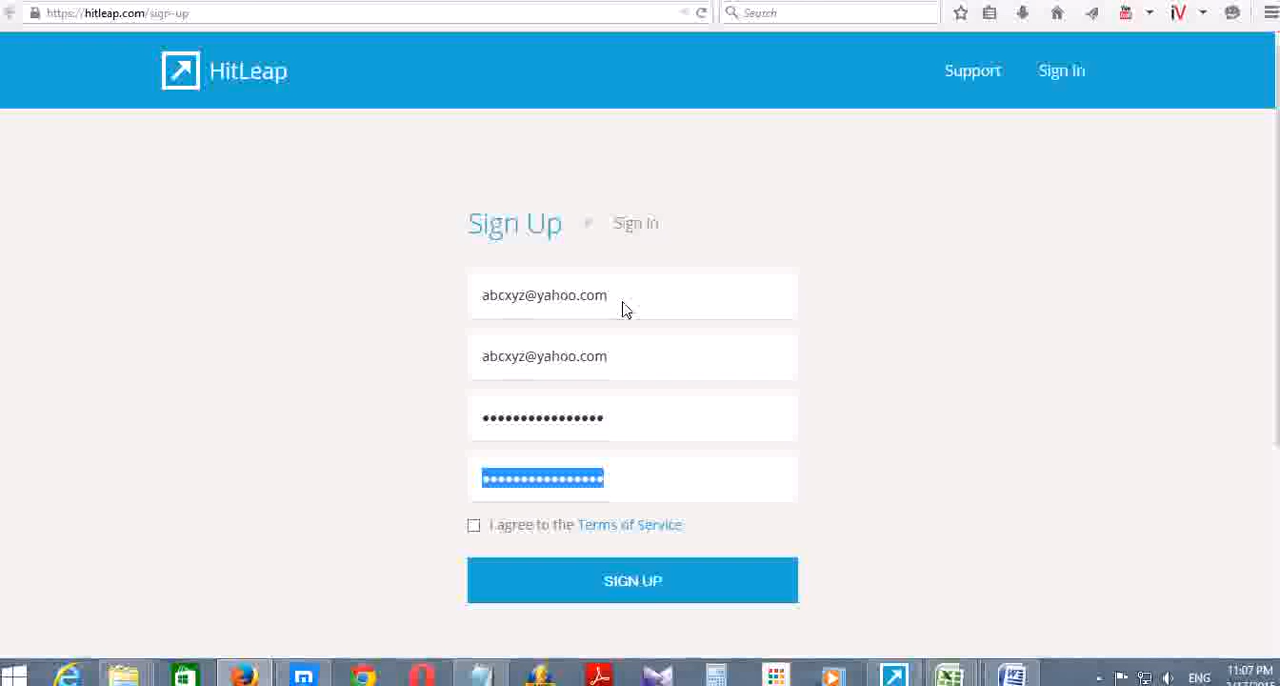 https://hitleap.com/sign-up
Search
HitLeap
Support
Sign In
Sign Up
Sign In
abcxyz@yahoo.com
abcxyz@yahoo.com
••••••••••••••••
••••••••••••••••
I agree to the Terms of Service
SIGN UP
ENG
11:07 PM